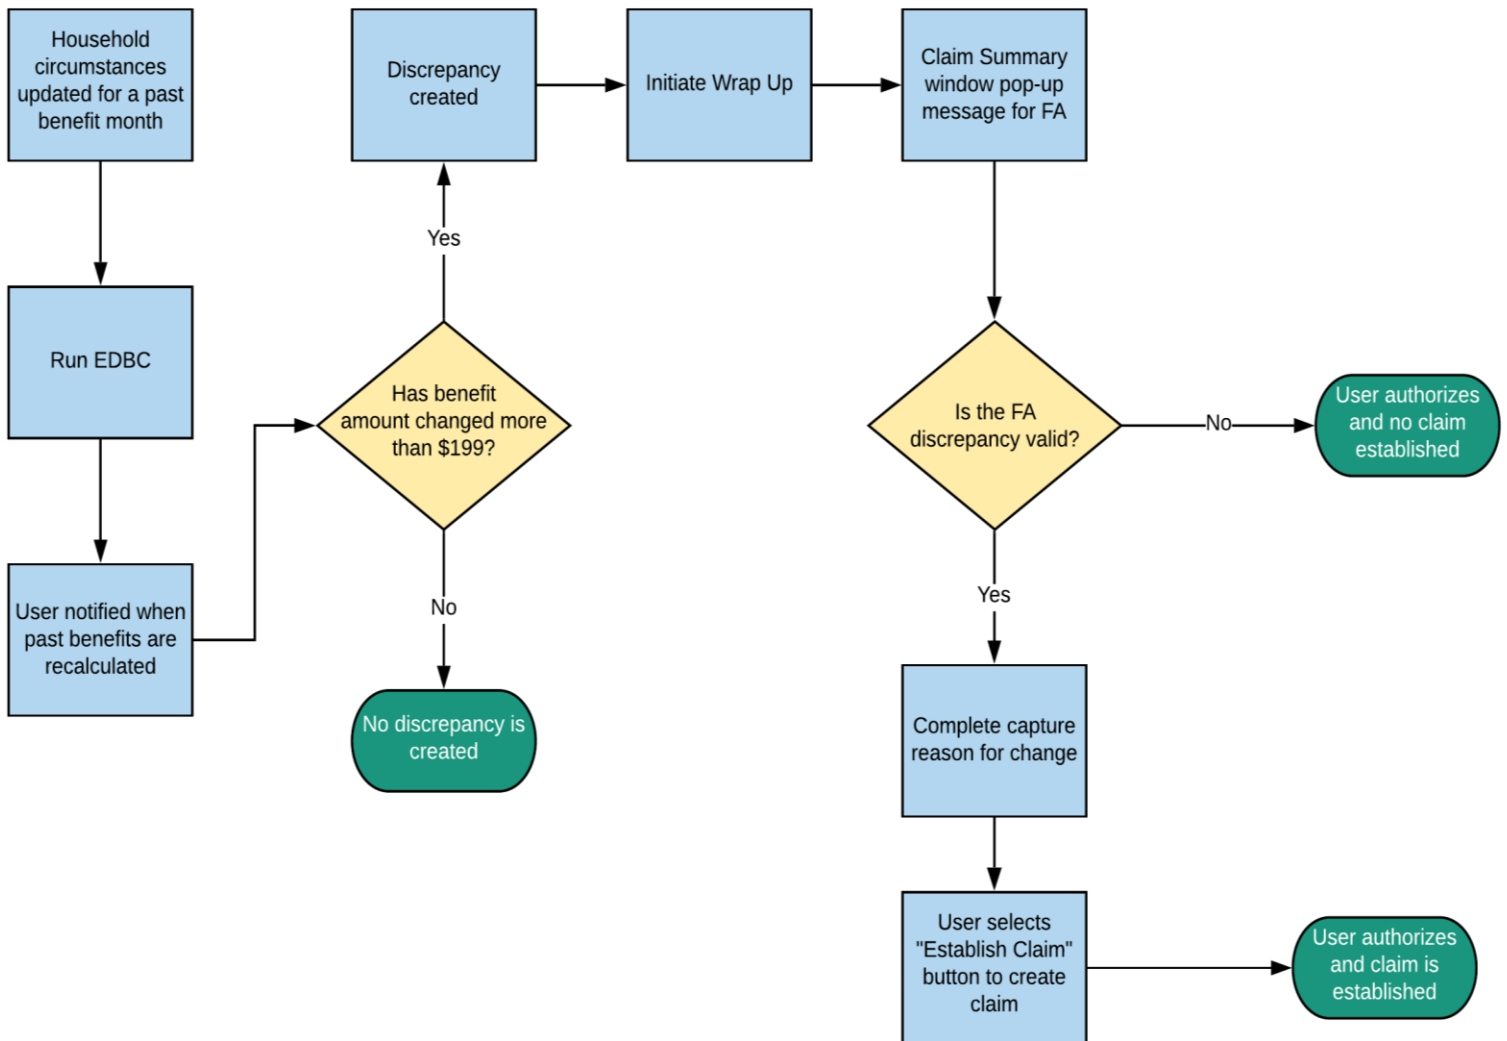 Household
circumstances
updated for a past
benefit month
Run EDBC
User notified when
past benefits are
recalculated
Has benefit
amount changed more
than $199?
Yes
No
No discrepancy is
created
Discrepancy
created
Initiate Wrap Up
Claim Summary
window pop-up
message for FA
Is the FA
discrepancy valid?
No
User authorizes
and no claim
established
Yes
Complete capture
reason for change
User selects
"Establish Claim"
button to create
claim
User authorizes
and claim is
established